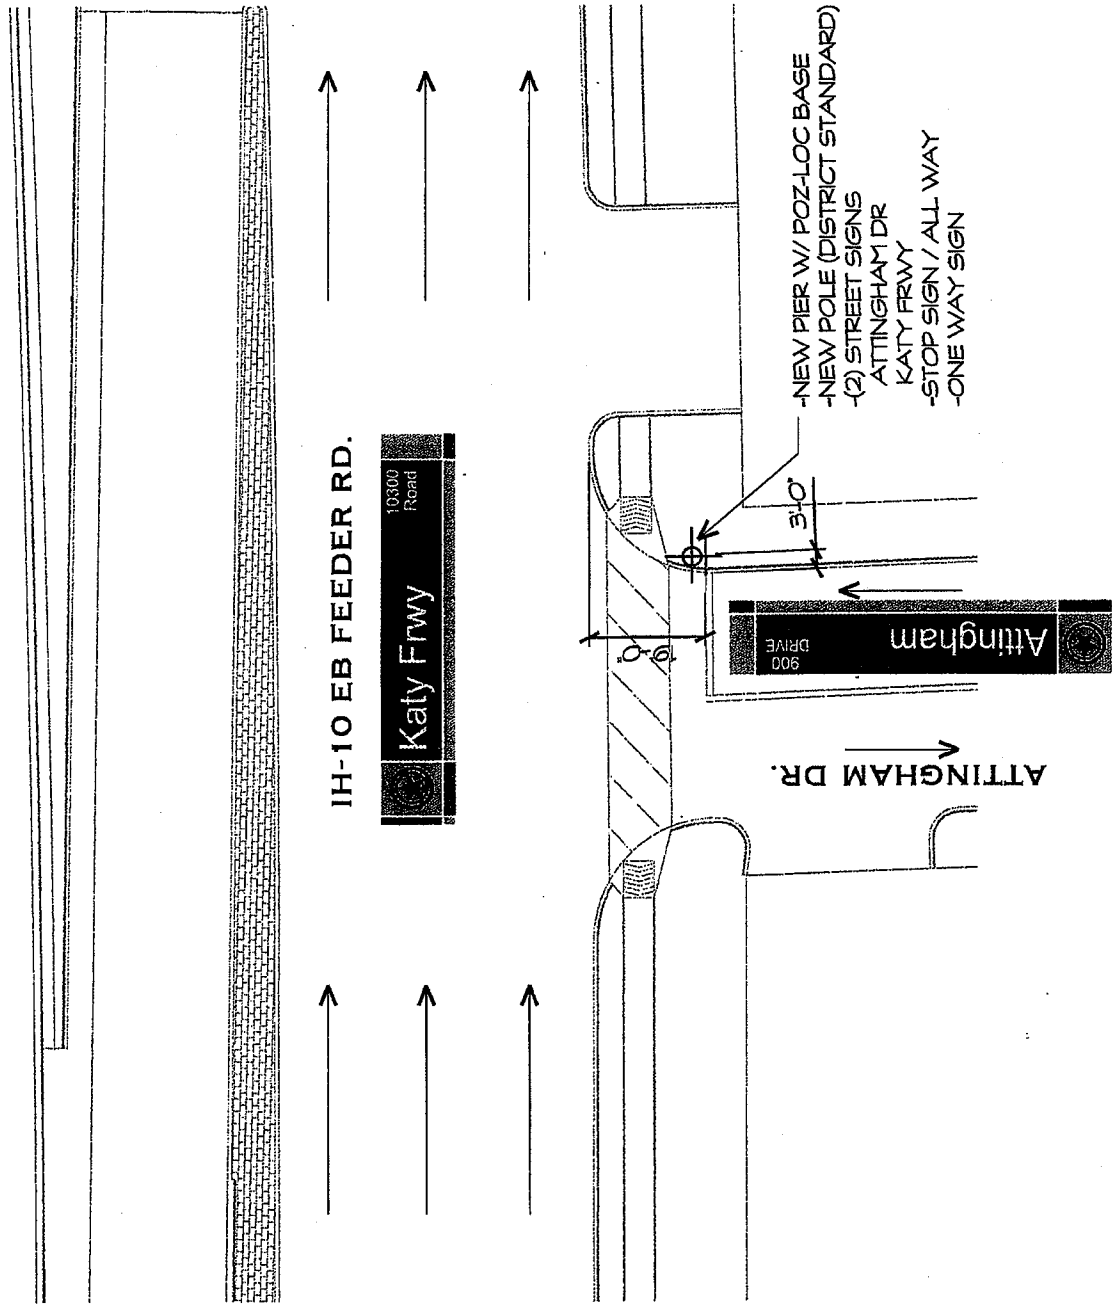 IH-10 EB FEEDER RD.
Katy Frwy
10300
Road
-NEW PIER W/ POZ-LOC BASE
-NEW POLE (DISTRICT STANDARD)
-(2) STREET SIGNS
ATTINGHAM DR
KATY FRWY
-STOP SIGN / ALL WAY
-ONE WAY SIGN
3'-0"
Attingham
900
DRIVE
ATTINGHAM DR.